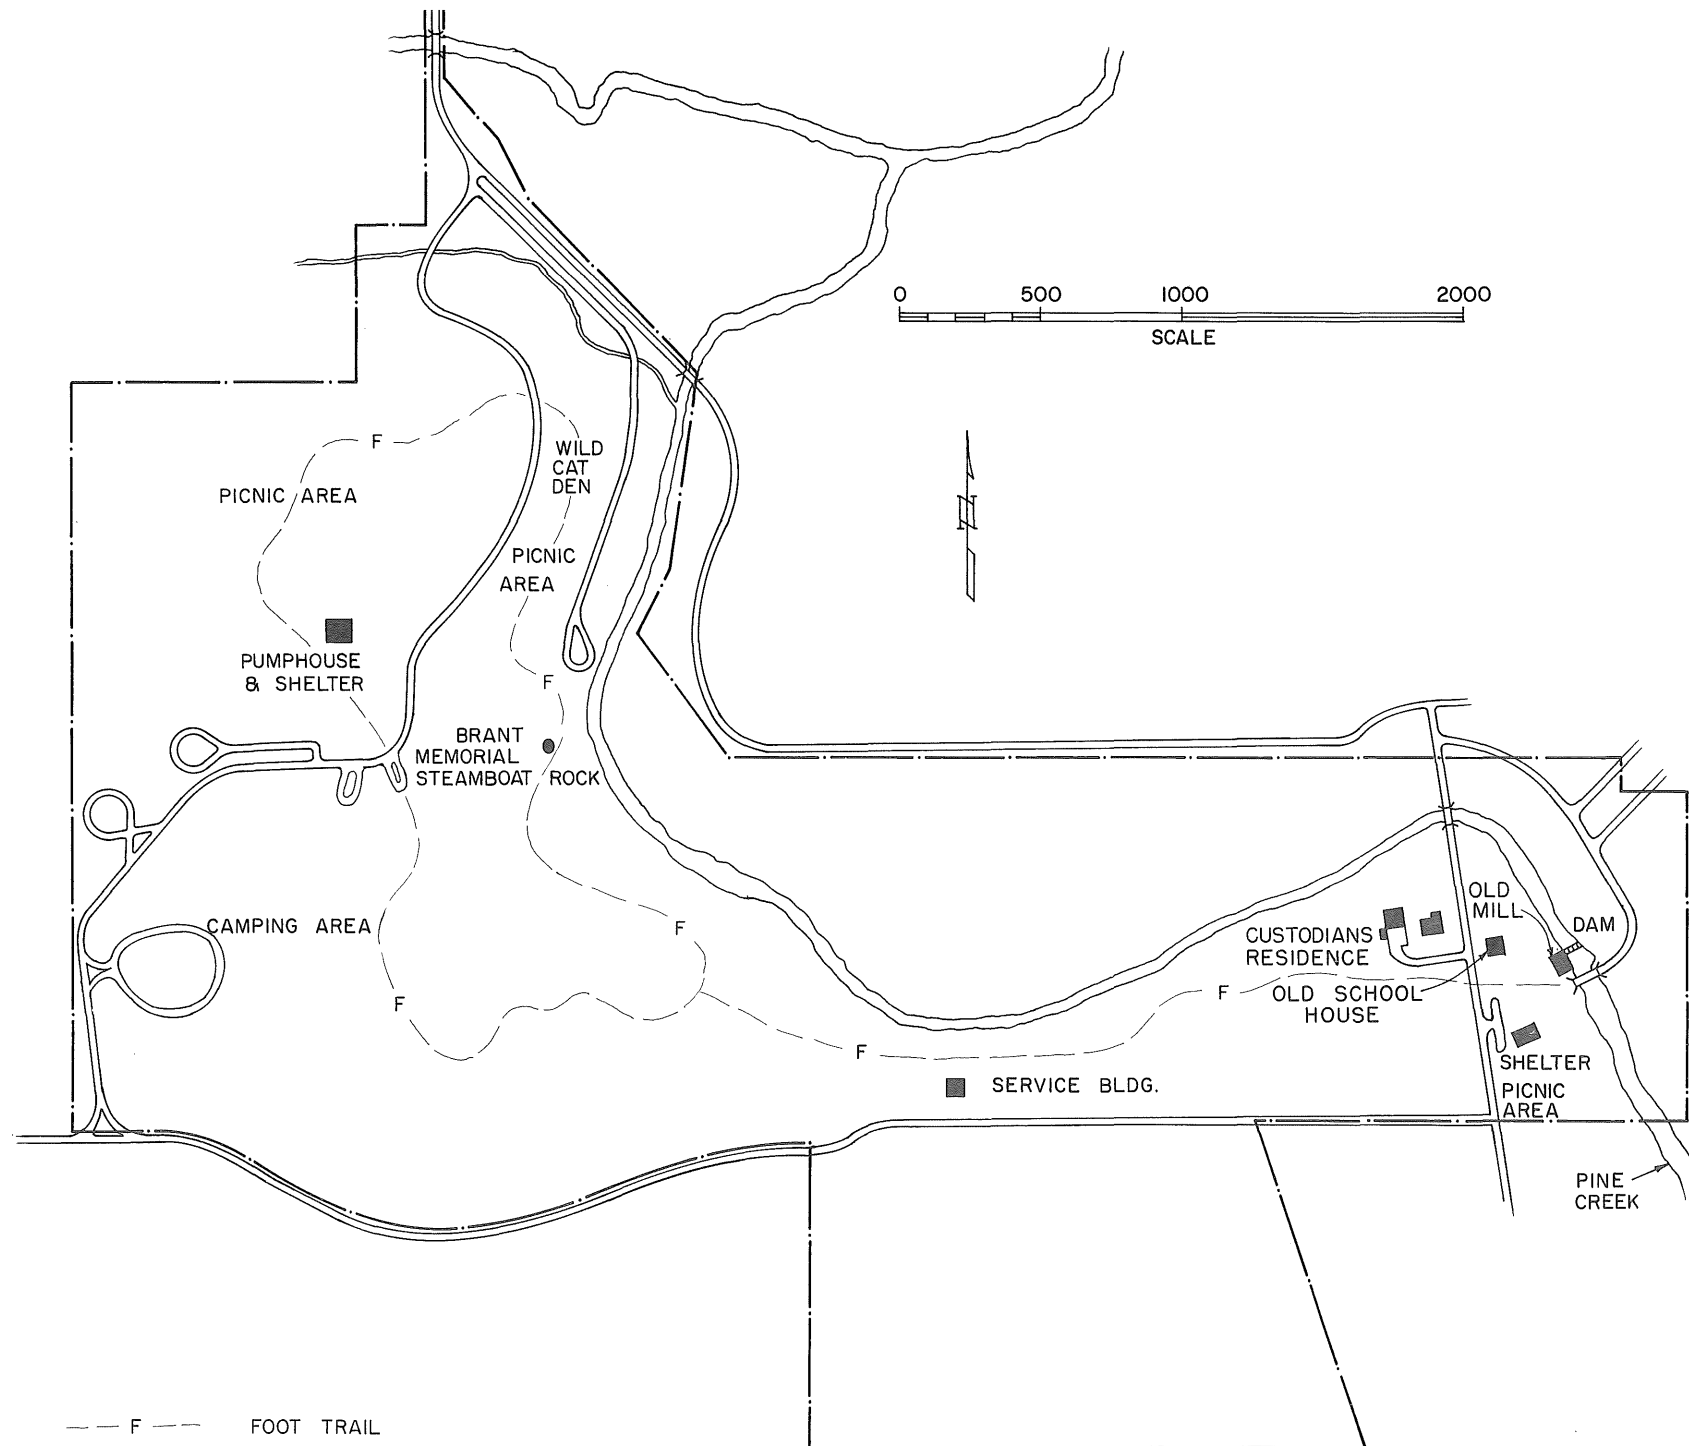 0 500 1000 2000
SCALE
N
F
WILD
CAT
DEN
PICNIC AREA
PICNIC
AREA
PUMPHOUSE
& SHELTER
F
BRANT
MEMORIAL
STEAMBOAT ROCK
CAMPING AREA
F
F
F
F
OLD
MILL
DAM
CUSTODIANS
RESIDENCE
OLD SCHOOL
HOUSE
SHELTER
PICNIC
AREA
SERVICE BLDG.
PINE
CREEK
F FOOT TRAIL